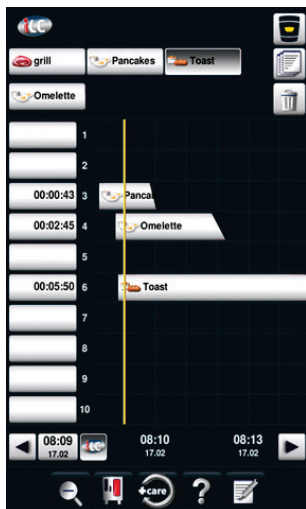 iLC
grill Pancakes Toast
Omelette
1
2
00:00:43 3 Panca
00:02:45 4 Omelette
5
00:05:50 6 Toast
7
8
9
10
08:09 08:10 08:13
17.02 17.02 17.02
+care ?